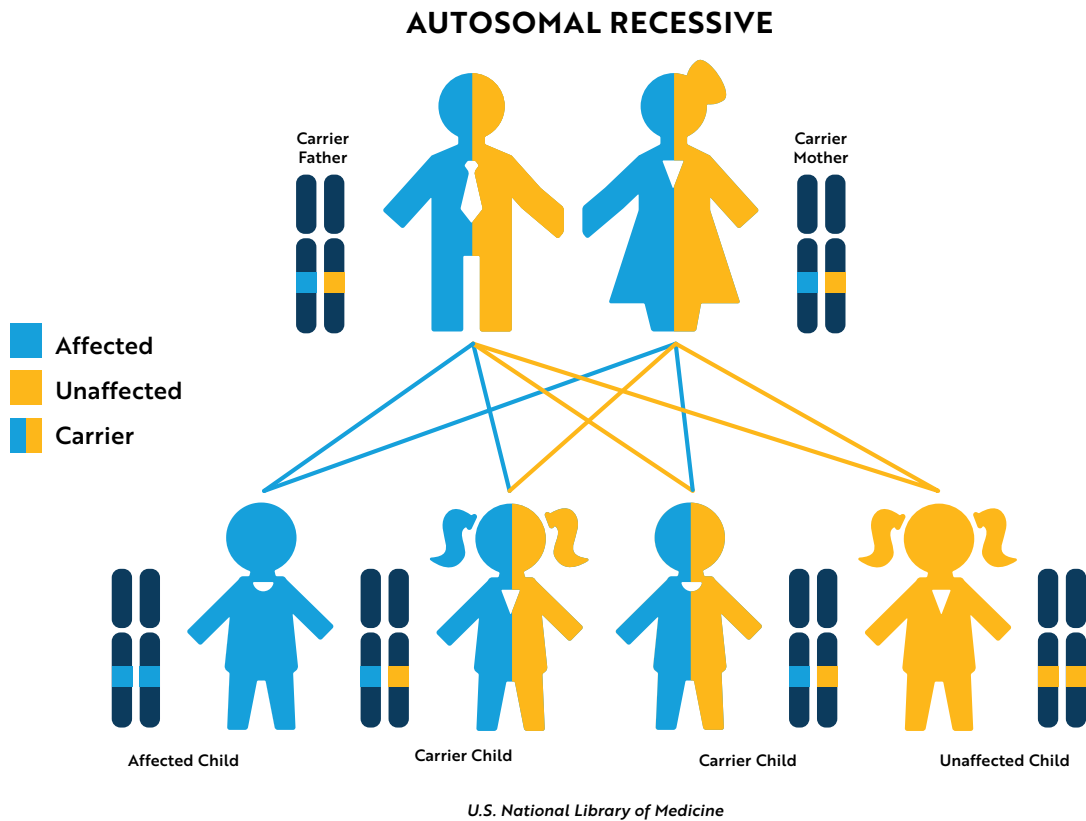 AUTOSOMAL RECESSIVE
Carrier
Father
Carrier
Mother
Affected
Unaffected
Carrier
Affected Child
Carrier Child
Carrier Child
Unaffected Child
U.S. National Library of Medicine